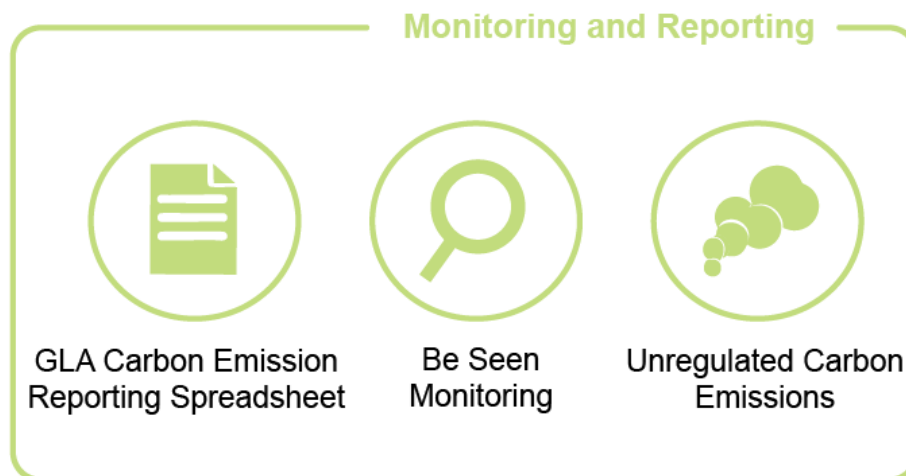 Monitoring and Reporting
GLA Carbon Emission
Reporting Spreadsheet
Be Seen
Monitoring
Unregulated Carbon
Emissions